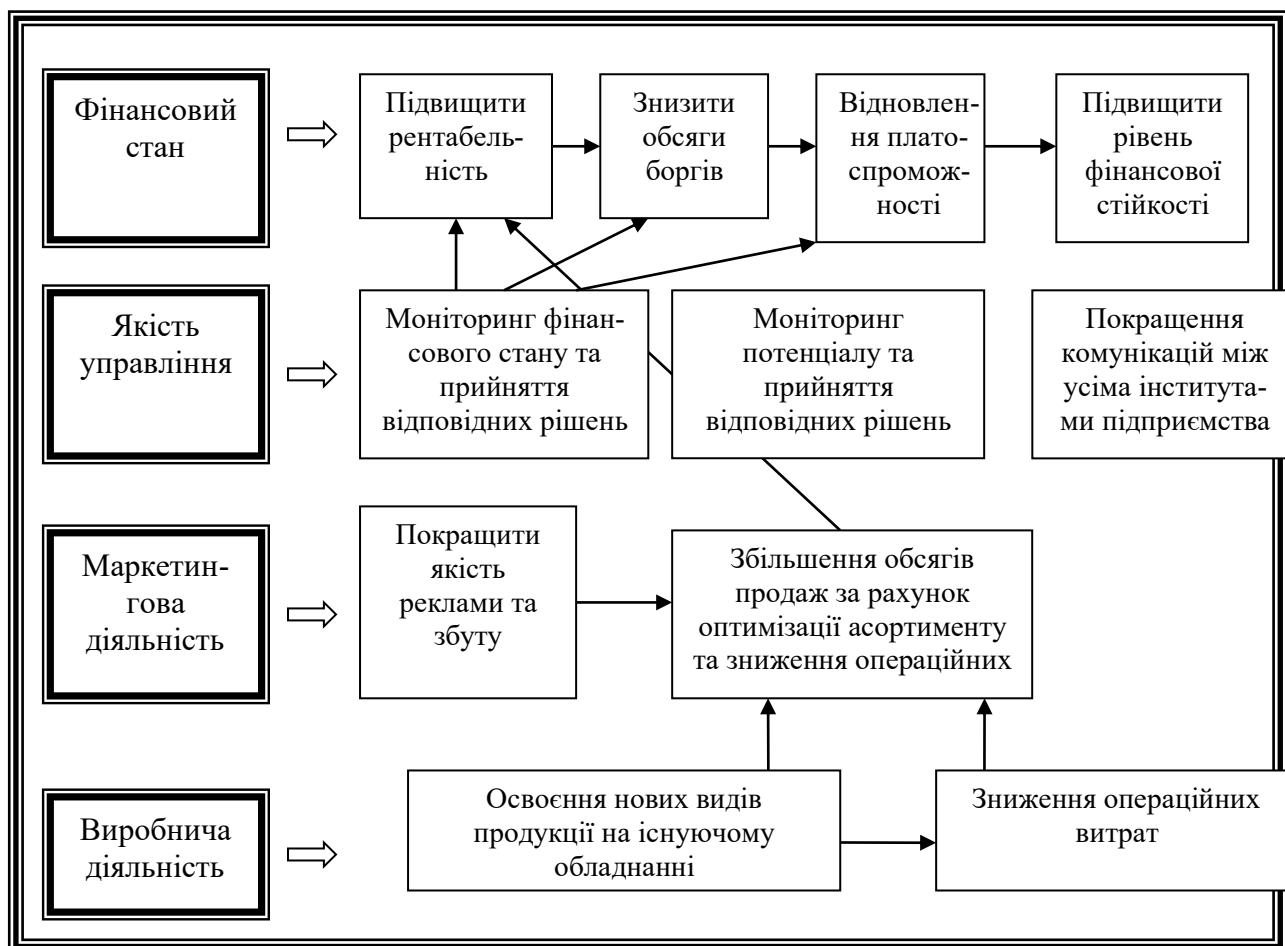 Фінансовий
стан
Підвищити
рентабель-
ність
Знизити
обсяги
боргів
Відновлен-
ня плато-
спромож-
ності
Підвищити
рівень
фінансової
стійкості
Якість
управління
Моніторинг фінан-
сового стану та
прийняття
відповідних рішень
Моніторинг
потенціалу та
прийняття
відповідних рішень
Покращення
комунікацій між
усіма інститута-
ми підприємства
Маркетин-
гова
діяльність
Покращити
якість
реклами та
збуту
Збільшення обсягів
продаж за рахунок
оптимізації асортименту
та зниження операційних
Виробнича
діяльність
Освоєння нових видів
продукції на існуючому
обладнанні
Зниження операційних
витрат